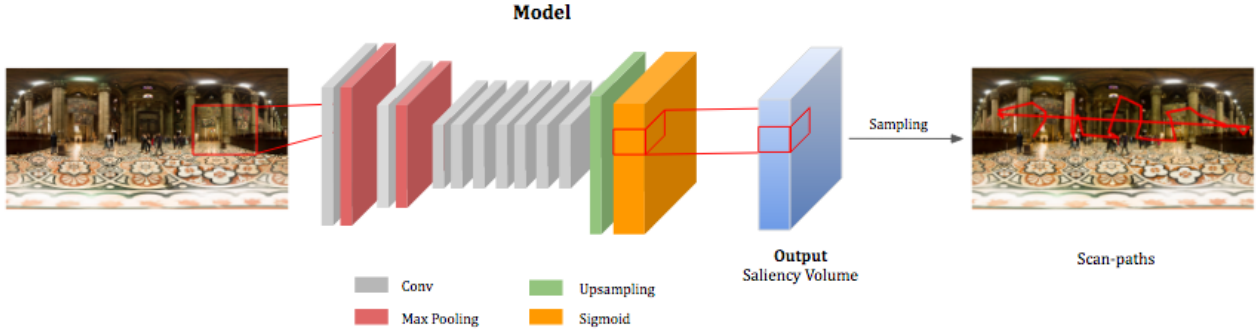 Model
Sampling
Output
Saliency Volume
Scan-paths
Conv
Upsampling
Max Pooling
Sigmoid